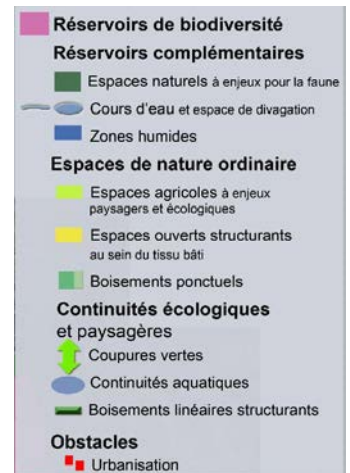 Réservoirs de biodiversité
Réservoirs complémentaires
Espaces naturels à enjeux pour la faune
Cours d'eau et espace de divagation
Zones humides
Espaces de nature ordinaire
Espaces agricoles à enjeux
paysagers et écologiques
Espaces ouverts structurants
au sein du tissu bâti
Boisements ponctuels
Continuités écologiques
et paysagères
Coupures vertes
Continuités aquatiques
Boisements linéaires structurants
Obstacles
Urbanisation